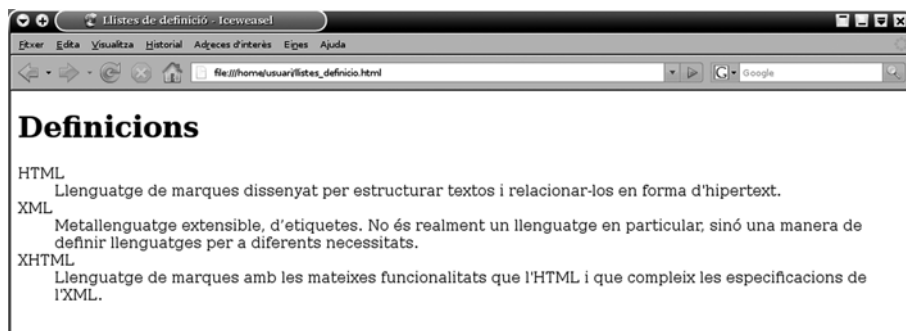 Llistes de definició - Iceweasel
Fitxer Edita Visualitza Historial Adreces d'interès Eines Ajuda
file:///home/usuari/llistes_definicio.html G Google
Definicions
HTML
Llenguatge de marques dissenyat per estructurar textos i relacionar-los en forma d'hipertext.
XML
Metallenguatge extensible, d’etiquetes. No és realment un llenguatge en particular, sinó una manera de
definir llenguatges per a diferents necessitats.
XHTML
Llenguatge de marques amb les mateixes funcionalitats que l'HTML i que compleix les especificacions de
l'XML.